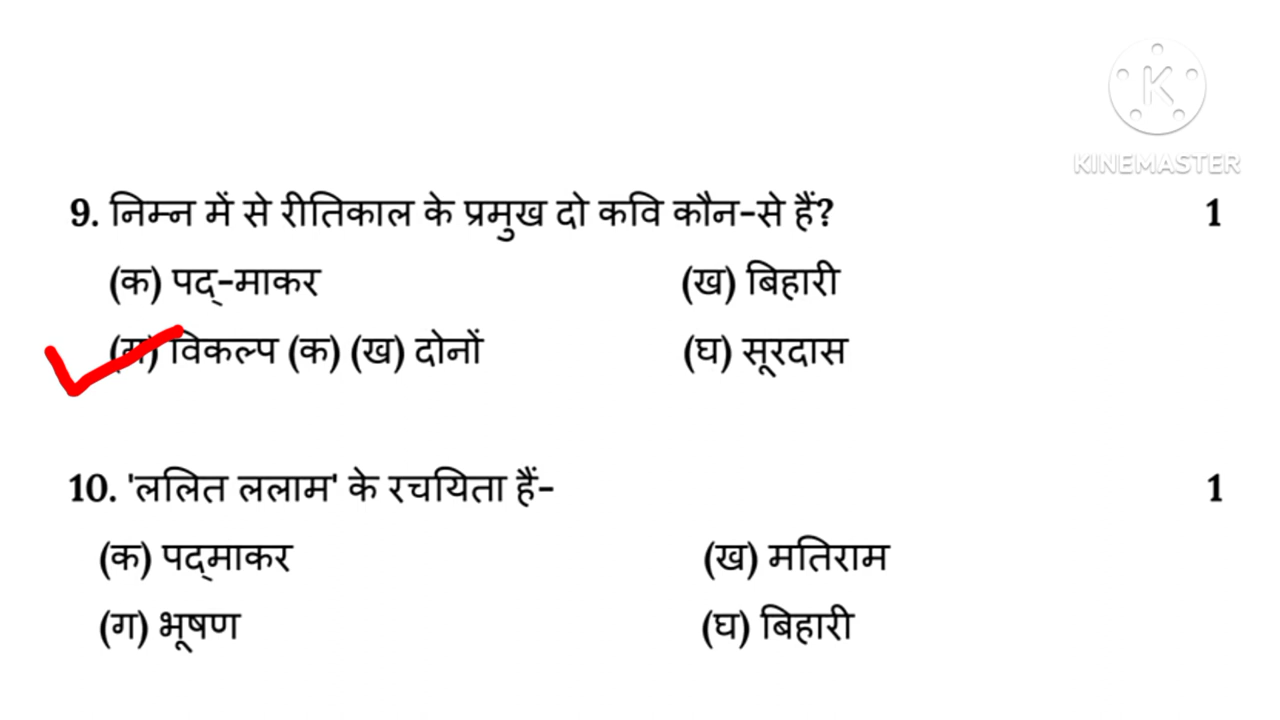 K
KINEMASTER
9. निम्न में से रीतिकाल के प्रमुख दो कवि कौन-से हैं? 1
(क) पद्-माकर (ख) बिहारी
(ग) विकल्प (क) (ख) दोनों (घ) सूरदास
10. 'ललित ललाम' के रचयिता हैं- 1
(क) पद्‌माकर (ख) मतिराम
(ग) भूषण (घ) बिहारी